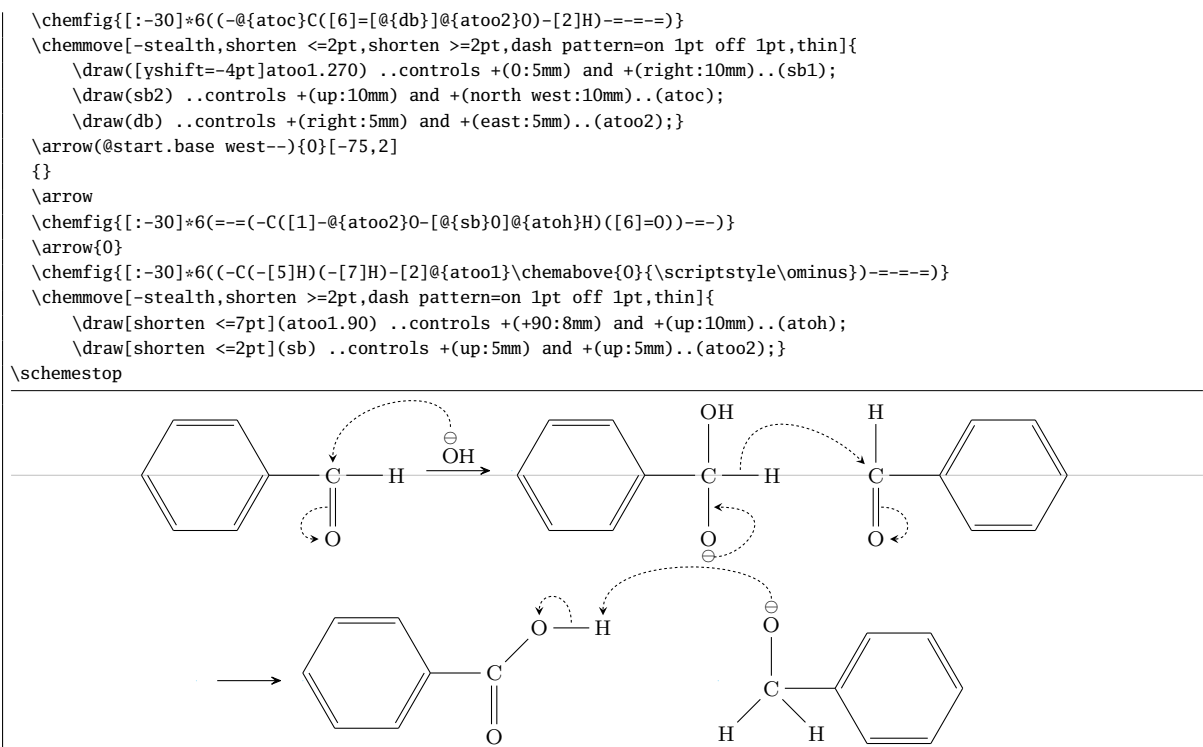 \chemfig{[:-30]*6((-@{atoc}C([6]=[@{db}]@{atoo2}O)-[2]H)-=-=-=)}
\chemmove[-stealth,shorten <=2pt,shorten >=2pt,dash pattern=on 1pt off 1pt,thin]{
\draw([yshift=-4pt]atoo1.270) ..controls +(0:5mm) and +(right:10mm)..(sb1);
\draw(sb2) ..controls +(up:10mm) and +(north west:10mm)..(atoc);
\draw(db) ..controls +(right:5mm) and +(east:5mm)..(atoo2);}
\arrow(@start.base west--){0}[-75,2]
{}
\arrow
\chemfig{[:-30]*6(=-=(-C([1]-@{atoo2}O-[@{sb}0]@{atoh}H)([6]=O))-=-)}
\arrow{0}
\chemfig{[:-30]*6((-C(-[5]H)(-[7]H)-[2]@{atoo1}\chemabove{O}{\scriptstyle\ominus})-=-=-=)}
\chemmove[-stealth,shorten >=2pt,dash pattern=on 1pt off 1pt,thin]{
\draw[shorten <=7pt](atoo1.90) ..controls +(+90:8mm) and +(up:10mm)..(atoh);
\draw[shorten <=2pt](sb) ..controls +(up:5mm) and +(up:5mm)..(atoo2);}
\schemestop
OH H
⊖
OH
C H C H C
O O O
⊖
⊖
O H O
C C
O H H